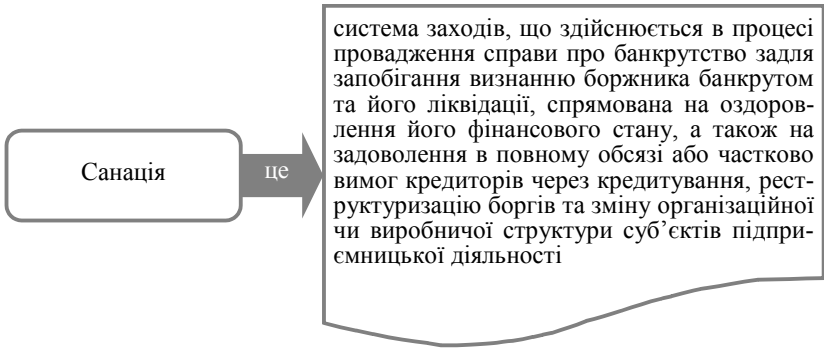 Санація
це
система заходів, що здійснюється в процесі
провадження справи про банкрутство задля
запобігання визнанню боржника банкрутом
та його ліквідації, спрямована на оздоров-
лення його фінансового стану, а також на
задоволення в повному обсязі або частково
вимог кредиторів через кредитування, рест-
руктуризацію боргів та зміну організаційної
чи виробничої структури суб’єктів підпри-
ємницької діяльності